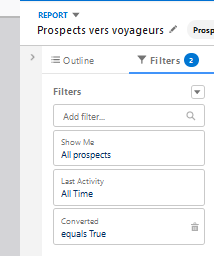 REPORT
Prospects vers voyageurs
Prosp
Outline
Filters 2
Filters
Add filter...
Show Me
All prospects
Last Activity
All Time
Converted
equals True